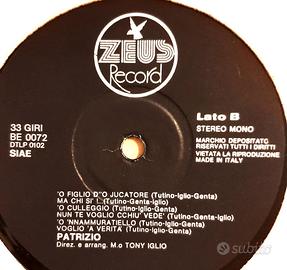 ZEUS
Record
33 GIRI
BE 0072
DTLP 0102
SIAE
Lato B
STEREO MONO
MARCHIO DEPOSITATO
RISERVATI TUTTI I DIRITTI
VIETATA LA RIPRODUZIONE
MADE IN ITALY
'O FIGLIO D''O JUCATORE (Tutino-Iglio-Genta)
MA CHI SI'! (Tutino-Iglio-Genta)
'O CULLEGGIO (Tutino-Iglio-Genta)
NUN TE VOGLIO CCHIU' VEDE' (Tutino-Iglio-Genta)
'O 'NNAMMURATIELLO (Tutino-Iglio-Genta)
VOGLIO 'A VERITA' (Tutino-Iglio-Genta)
PATRIZIO
Direz. e arrang. M.o TONY IGLIO
subito